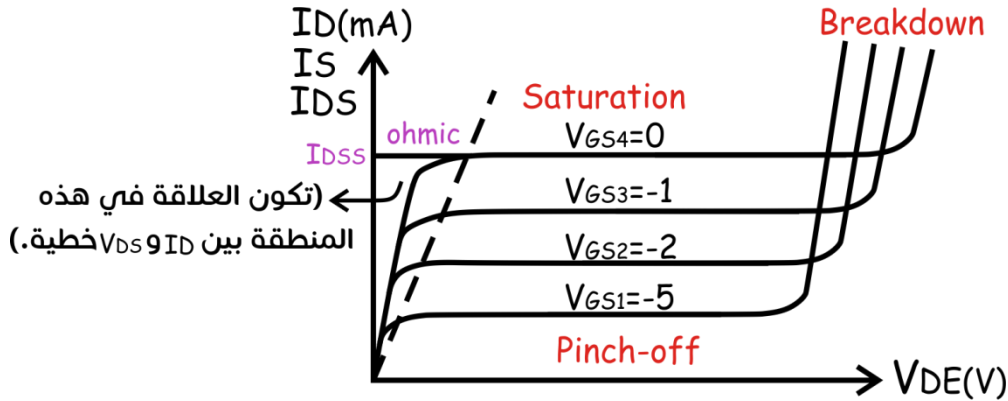 ID(mA)
IS
IDS
Breakdown
Saturation
ohmic
IDSS
VGS4=0
(تكون العلاقة في هذه
المنطقة بين ID و VDS خطية.)
VGS3=-1
VGS2=-2
VGS1=-5
Pinch-off
VDE(V)